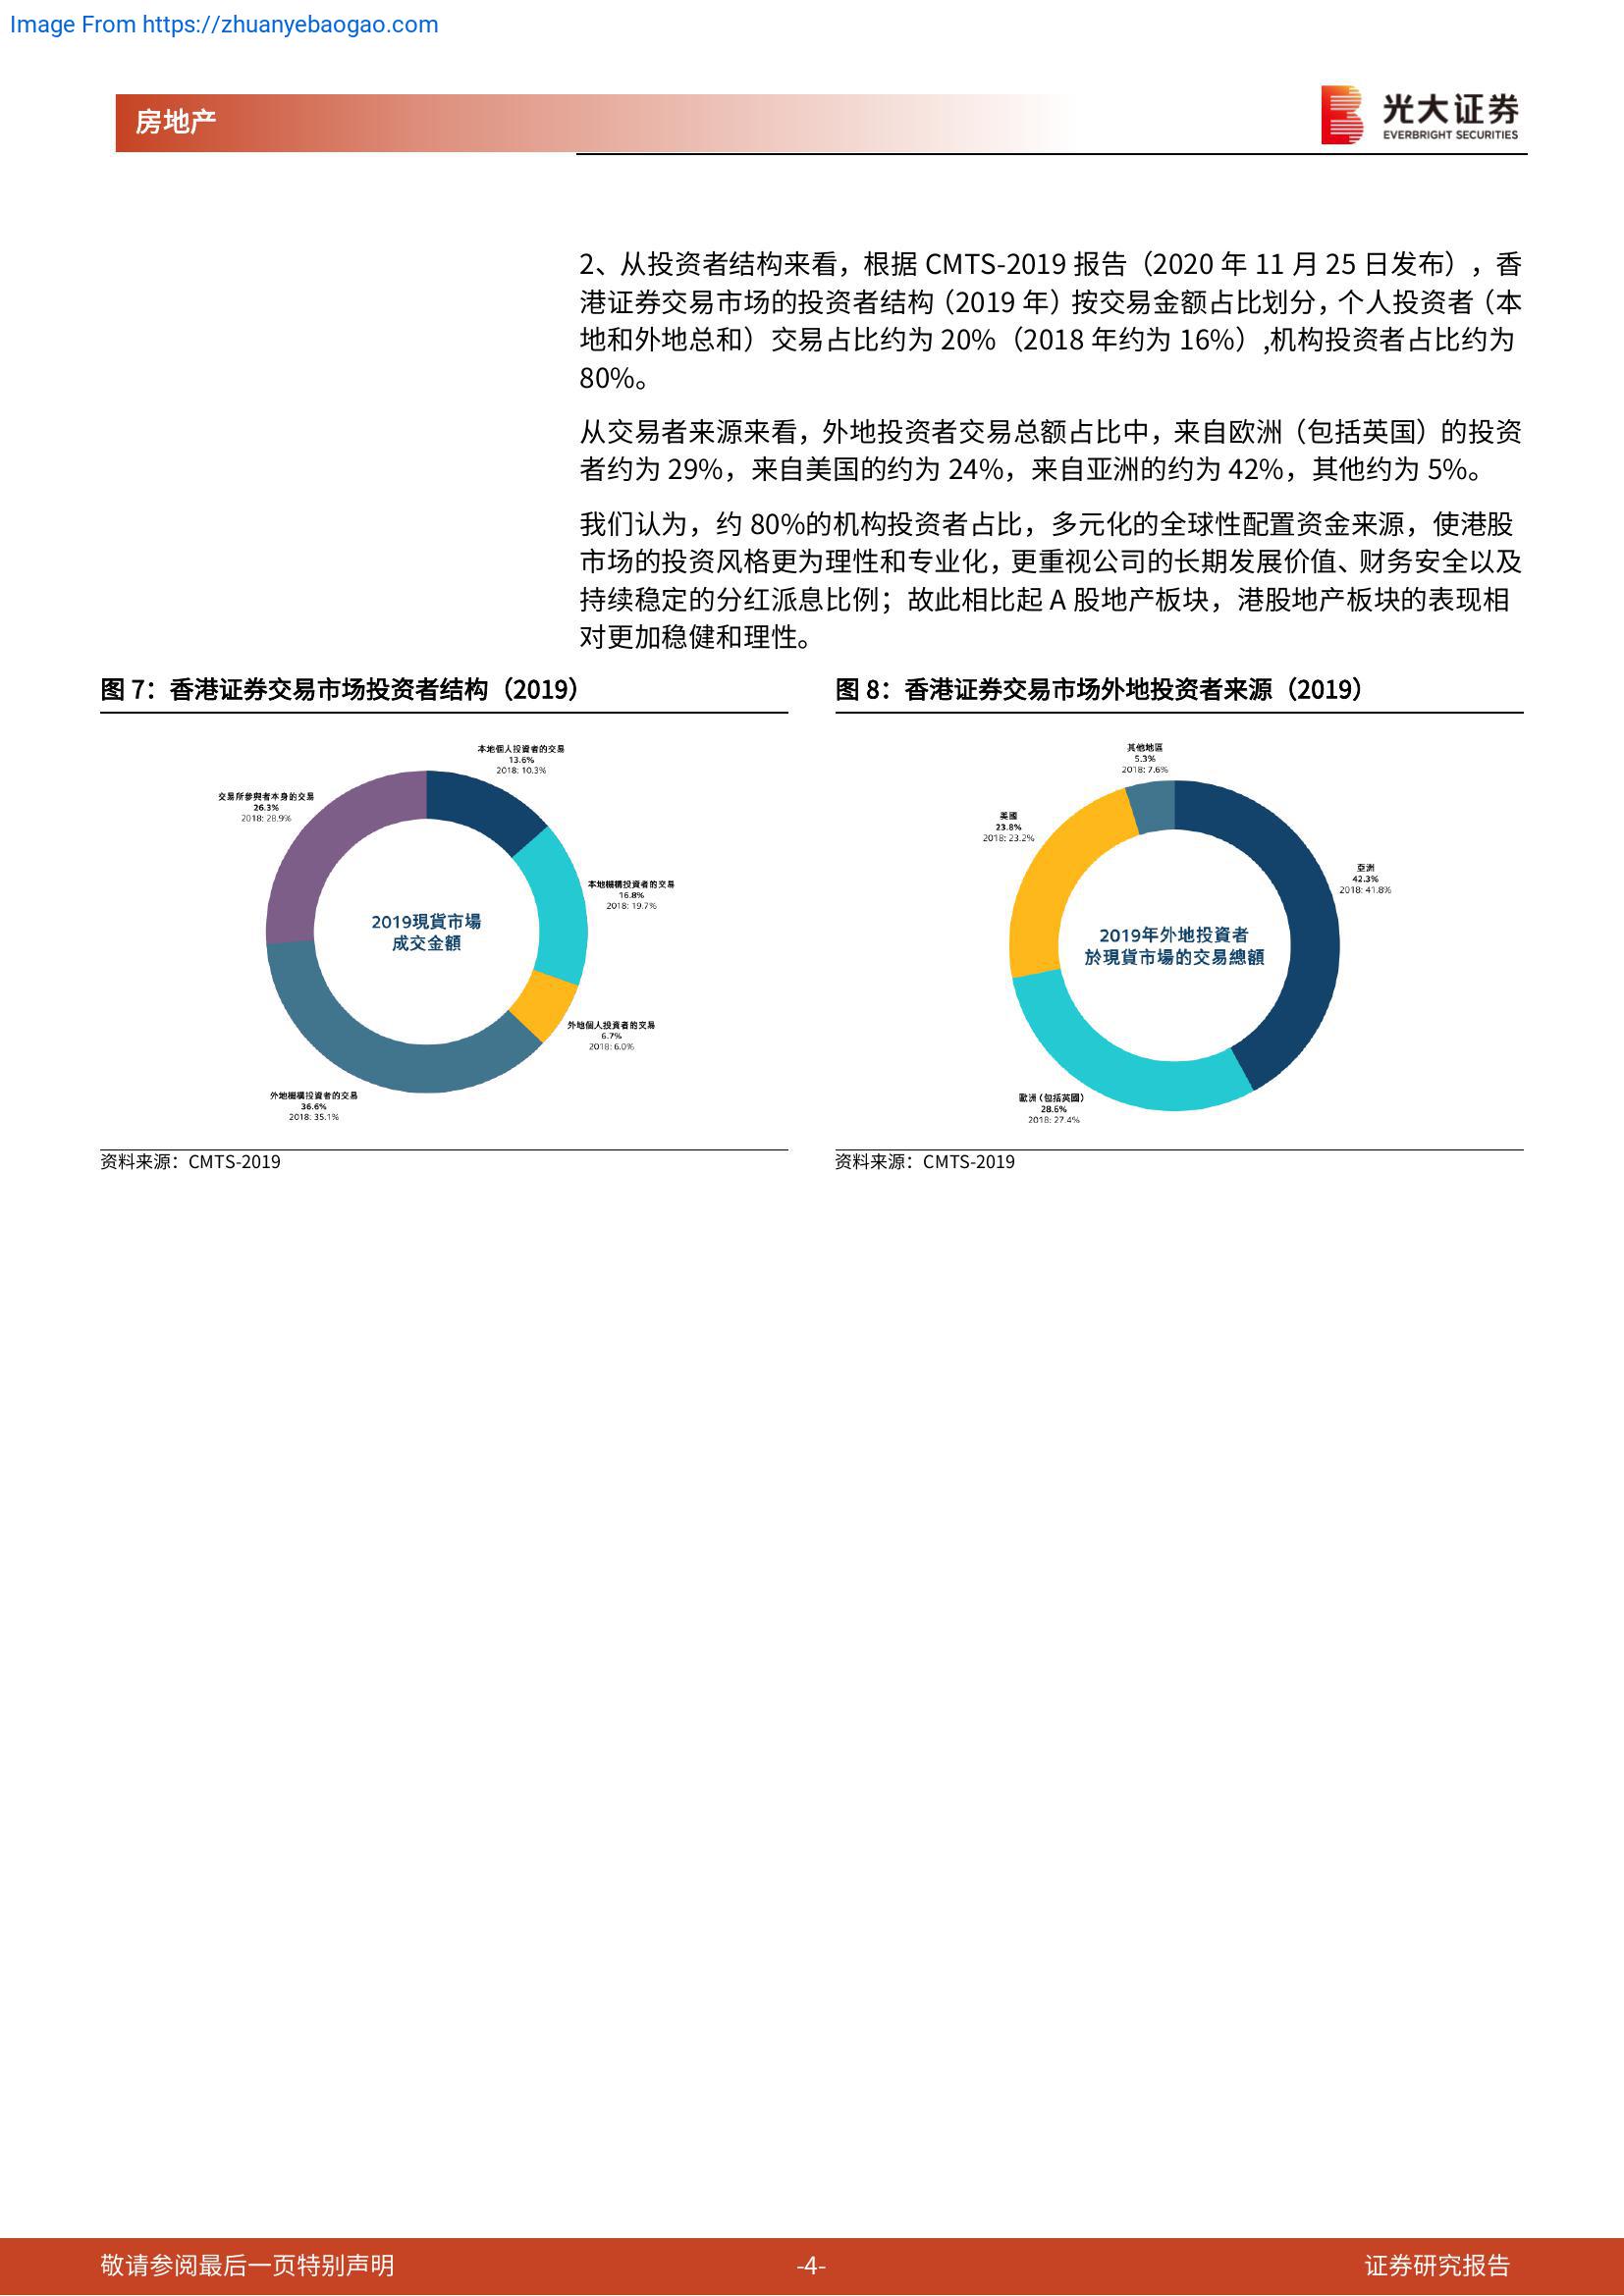 Image From https://zhuanyebaogao.com
房地产
光大证券
EVERBRIGHT SECURITIES
2、从投资者结构来看，根据 CMTS-2019 报告（2020 年 11 月 25 日发布），香
港证券交易市场的投资者结构（2019 年）按交易金额占比划分，个人投资者（本
地和外地总和）交易占比约为 20%（2018 年约为 16%）,机构投资者占比约为
80%。
从交易者来源来看，外地投资者交易总额占比中，来自欧洲（包括英国）的投资
者约为 29%，来自美国的约为 24%，来自亚洲的约为 42%，其他约为 5%。
我们认为，约 80%的机构投资者占比，多元化的全球性配置资金来源，使港股
市场的投资风格更为理性和专业化，更重视公司的长期发展价值、财务安全以及
持续稳定的分红派息比例；故此相比起 A 股地产板块，港股地产板块的表现相
对更加稳健和理性。
图 7：香港证券交易市场投资者结构（2019）
本地個人投資者的交易
13.6%
2018: 10.3%
交易所參與者本身的交易
26.3%
2018: 28.9%
本地機構投資者的交易
16.8%
2018: 19.7%
2019現貨市場
成交金額
外地個人投資者的交易
6.7%
2018: 6.0%
外地機構投資者的交易
36.6%
2018: 35.1%
资料来源：CMTS-2019
图 8：香港证券交易市场外地投资者来源（2019）
其他地區
5.3%
2018: 7.6%
美國
23.8%
2018: 23.2%
亞洲
42.3%
2018: 41.8%
2019年外地投資者
於現貨市場的交易總額
歐洲（包括英國）
28.6%
2018: 27.4%
资料来源：CMTS-2019
敬请参阅最后一页特别声明
-4-
证券研究报告